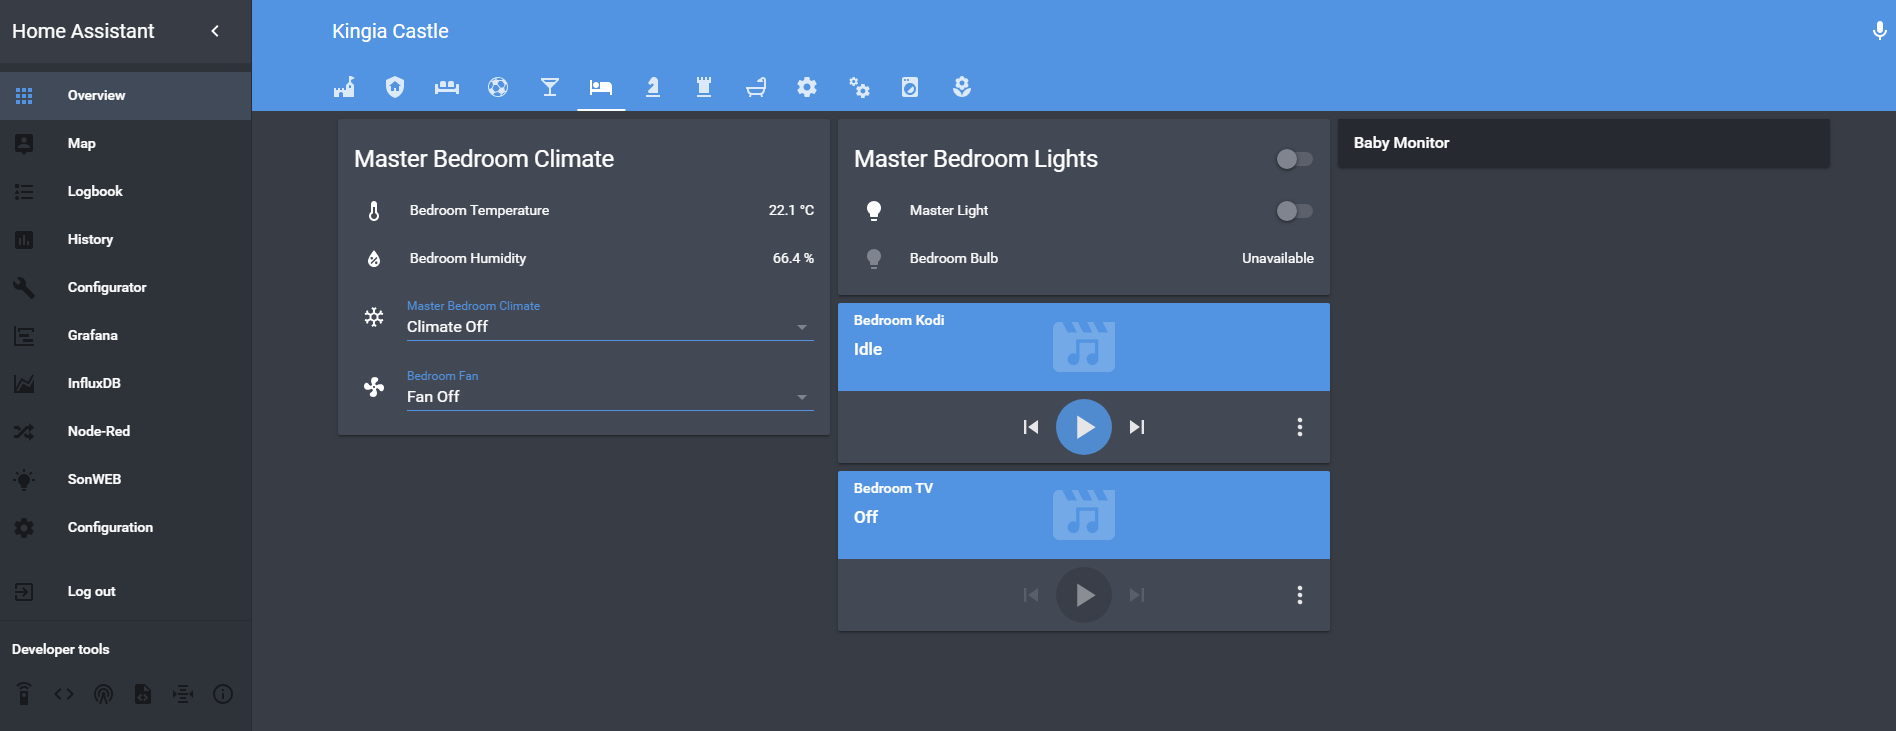 Home Assistant
Kingia Castle
Overview
Map
Logbook
History
Configurator
Grafana
InfluxDB
Node-Red
SonWEB
Configuration
Log out
Developer tools
Master Bedroom Climate
Bedroom Temperature 22.1 °C
Bedroom Humidity 66.4 %
Master Bedroom Climate
Climate Off
Bedroom Fan
Fan Off
Master Bedroom Lights
Master Light
Bedroom Bulb Unavailable
Bedroom Kodi
Idle
Bedroom TV
Off
Baby Monitor